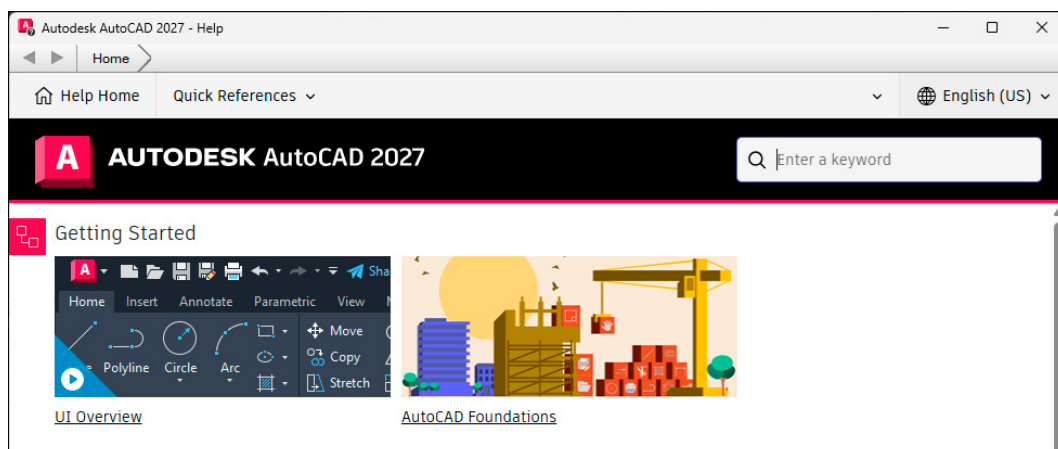 Autodesk AutoCAD 2027 - Help
Home
Help Home Quick References English (US)
A AUTODESK AutoCAD 2027 Enter a keyword
Getting Started
A Sha
Home Insert Annotate Parametric View
Polyline Circle Arc Move
Copy
Stretch
UI Overview AutoCAD Foundations